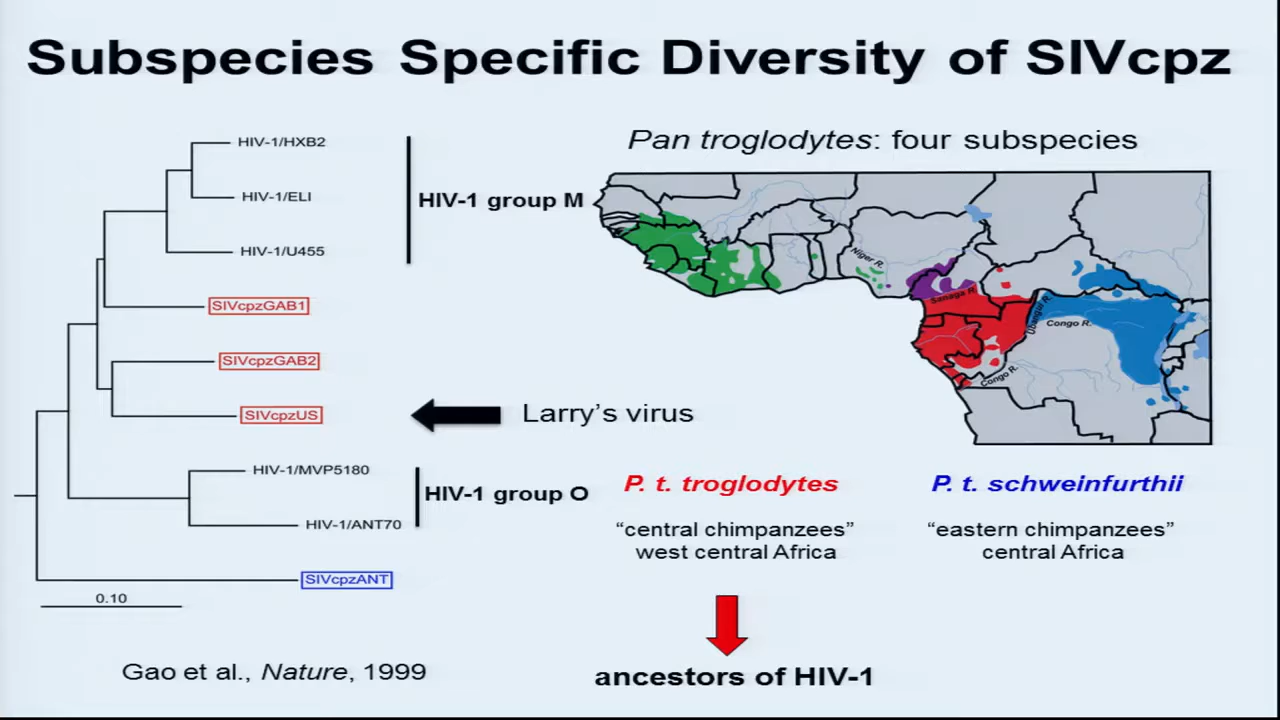 Subspecies Specific Diversity of SIVcpz
HIV-1/HXB2
HIV-1/ELI
HIV-1/U455
HIV-1 group M
SIVcpzGAB1
SIVcpzGAB2
SIVcpzUS
Larry’s virus
HIV-1/MVP5180
HIV-1/ANT70
HIV-1 group O
SIVcpzANT
0.10
Gao et al., Nature, 1999
Pan troglodytes: four subspecies
Niger R.
Sanaga R.
Ubangui R.
Congo R.
Congo R.
P. t. troglodytes
“central chimpanzees”
west central Africa
P. t. schweinfurthii
“eastern chimpanzees”
central Africa
ancestors of HIV-1